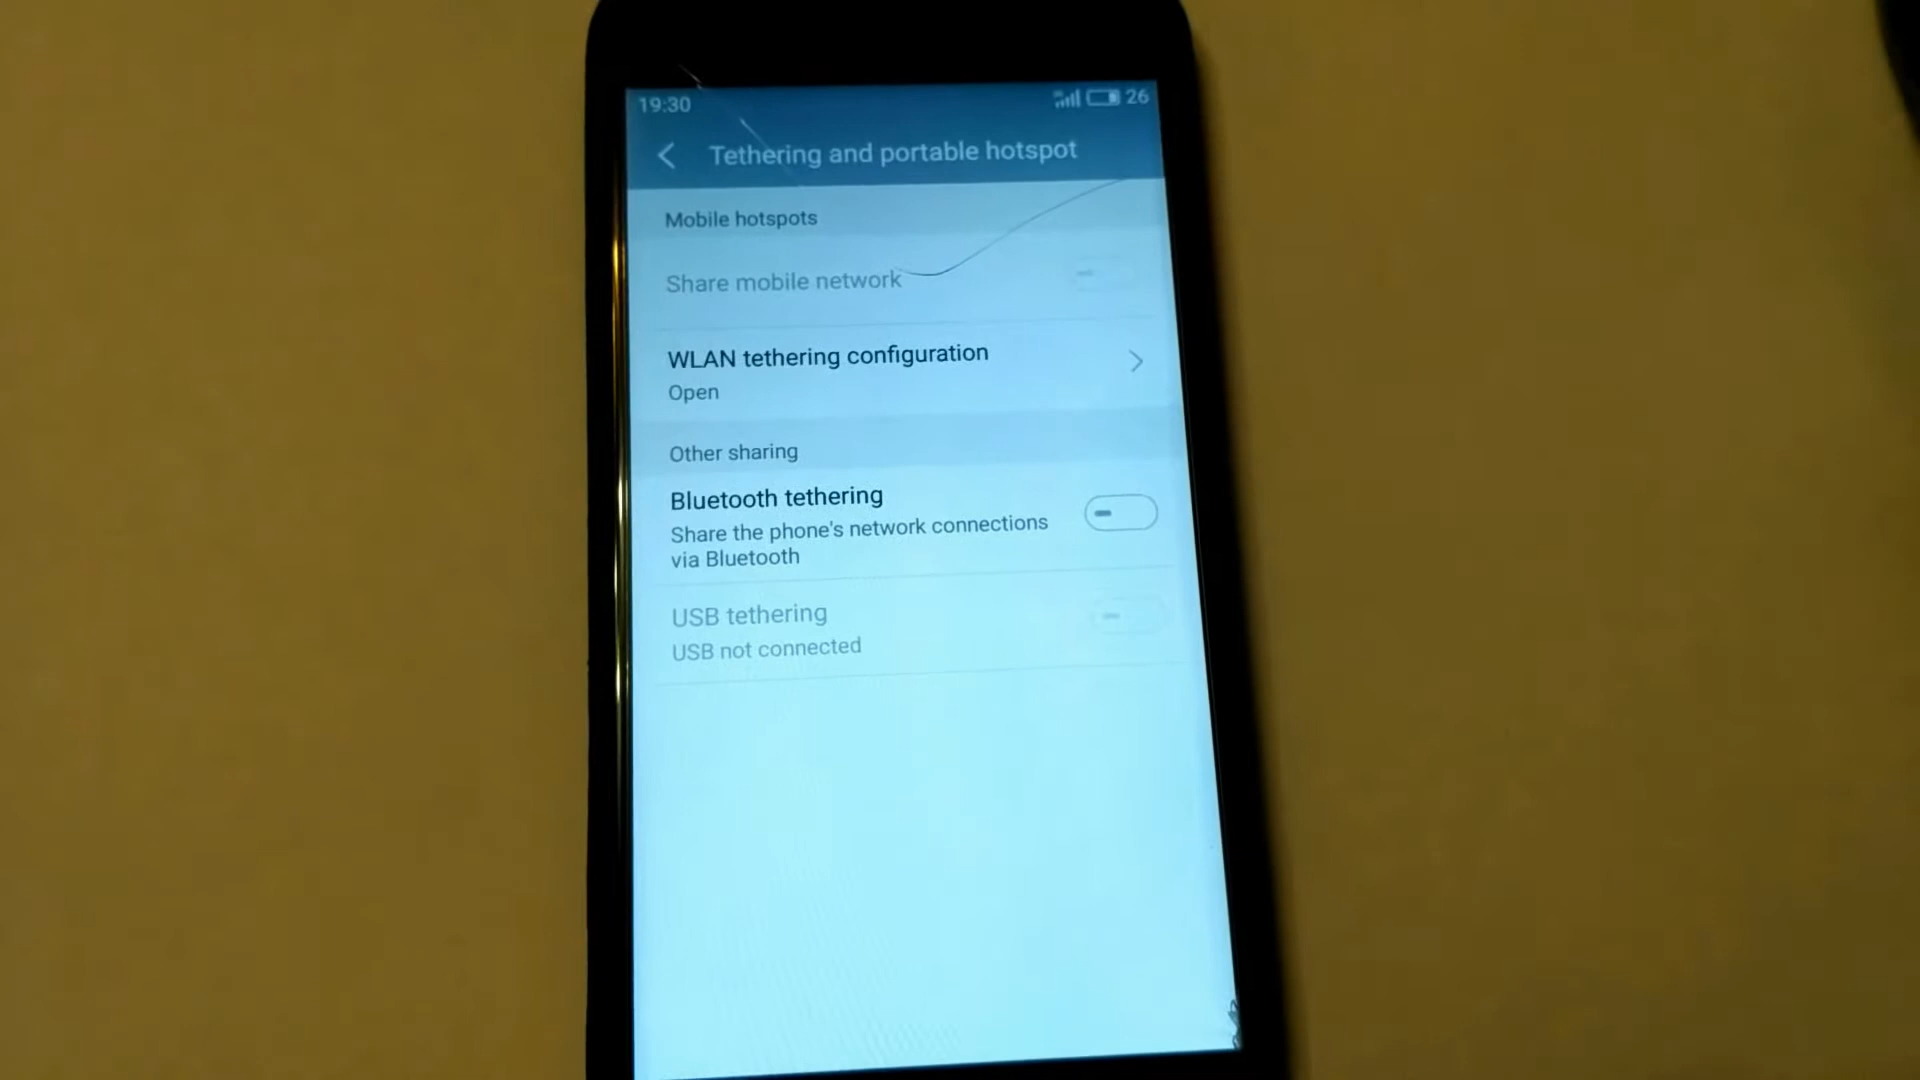 19:30
26
Tethering and portable hotspot
Mobile hotspots
Share mobile network
WLAN tethering configuration
Open
Other sharing
Bluetooth tethering
Share the phone's network connections
via Bluetooth
USB tethering
USB not connected